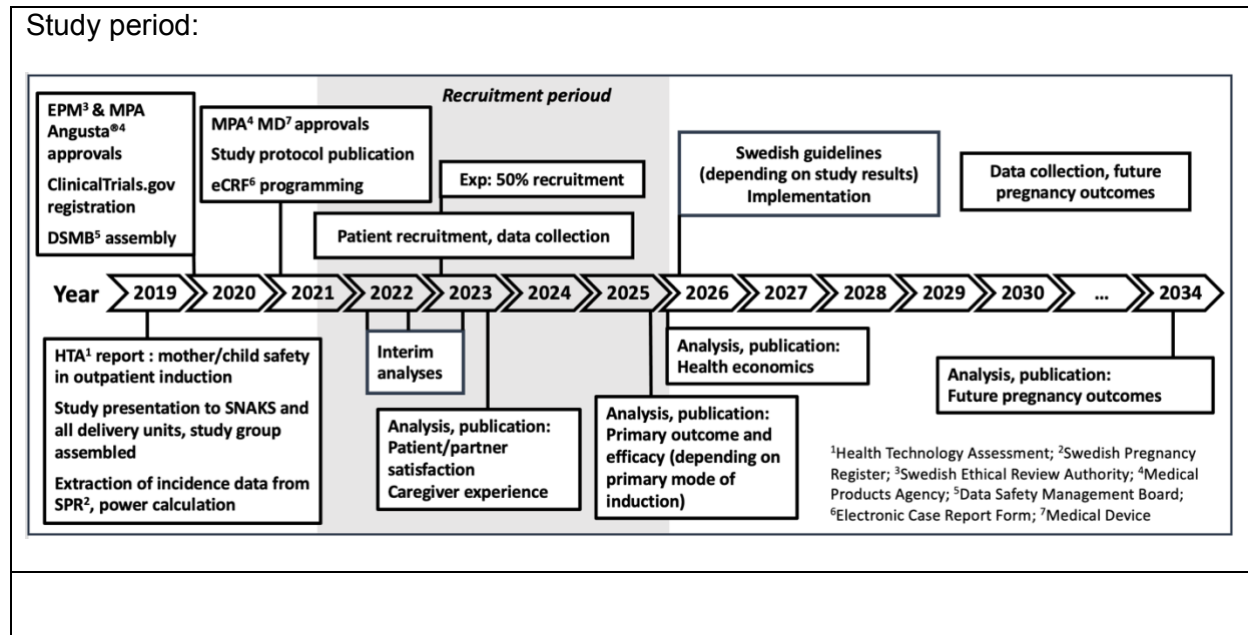 Study period:
Recruitment perioud
EPM³ & MPA
Angusta®⁴
approvals
ClinicalTrials.gov
registration
DSMB⁵ assembly
MPA⁴ MD⁷ approvals
Study protocol publication
eCRF⁶ programming
Exp: 50% recruitment
Patient recruitment, data collection
Swedish guidelines
(depending on study results)
Implementation
Data collection, future
pregnancy outcomes
Year 2019 2020 2021 2022 2023 2024 2025 2026 2027 2028 2029 2030 ... 2034
HTA¹ report : mother/child safety
in outpatient induction
Study presentation to SNAKS and
all delivery units, study group
assembled
Extraction of incidence data from
SPR², power calculation
Interim
analyses
Analysis, publication:
Patient/partner
satisfaction
Caregiver experience
Analysis, publication:
Primary outcome and
efficacy (depending on
primary mode of
induction)
Analysis, publication:
Health economics
Analysis, publication:
Future pregnancy outcomes
¹Health Technology Assessment; ²Swedish Pregnancy
Register; ³Swedish Ethical Review Authority; ⁴Medical
Products Agency; ⁵Data Safety Management Board;
⁶Electronic Case Report Form; ⁷Medical Device